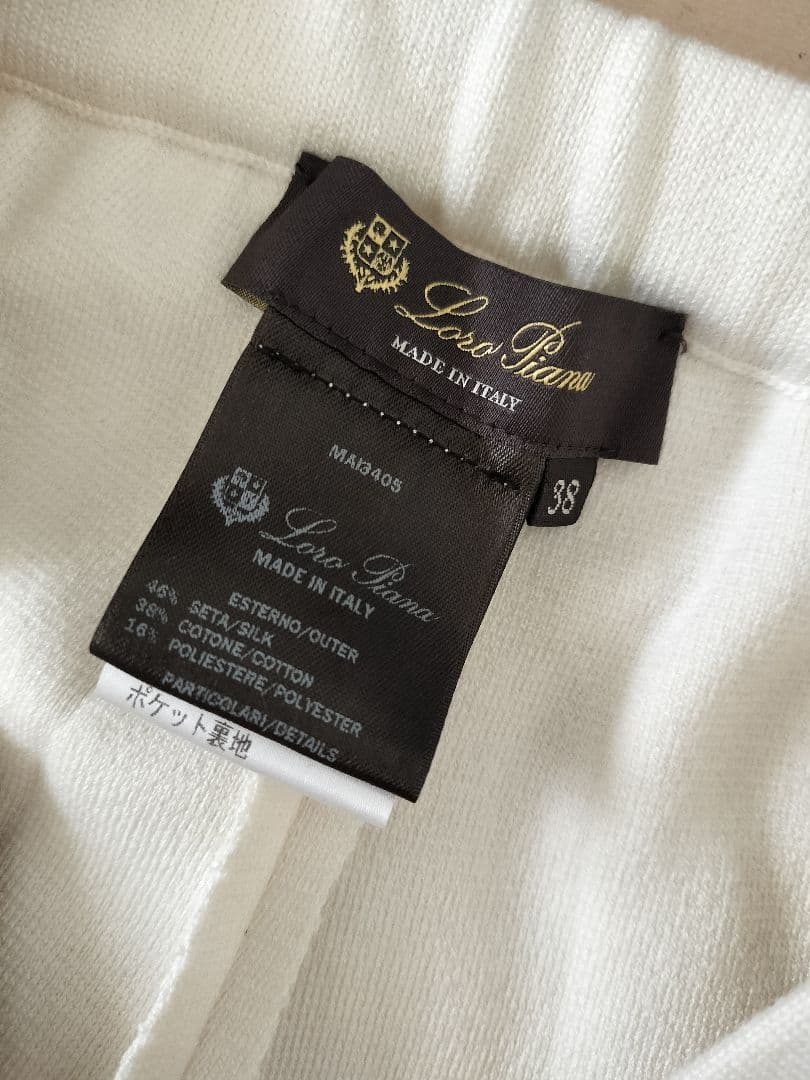 Loro Piana
MADE IN ITALY
38
MAI3405
Loro Piana
MADE IN ITALY
ESTERNO/OUTER
46% SETA/SILK
38% COTONE/COTTON
16% POLIESTERE/POLYESTER
PARTICOLARI/DETAILS
ポケット裏地